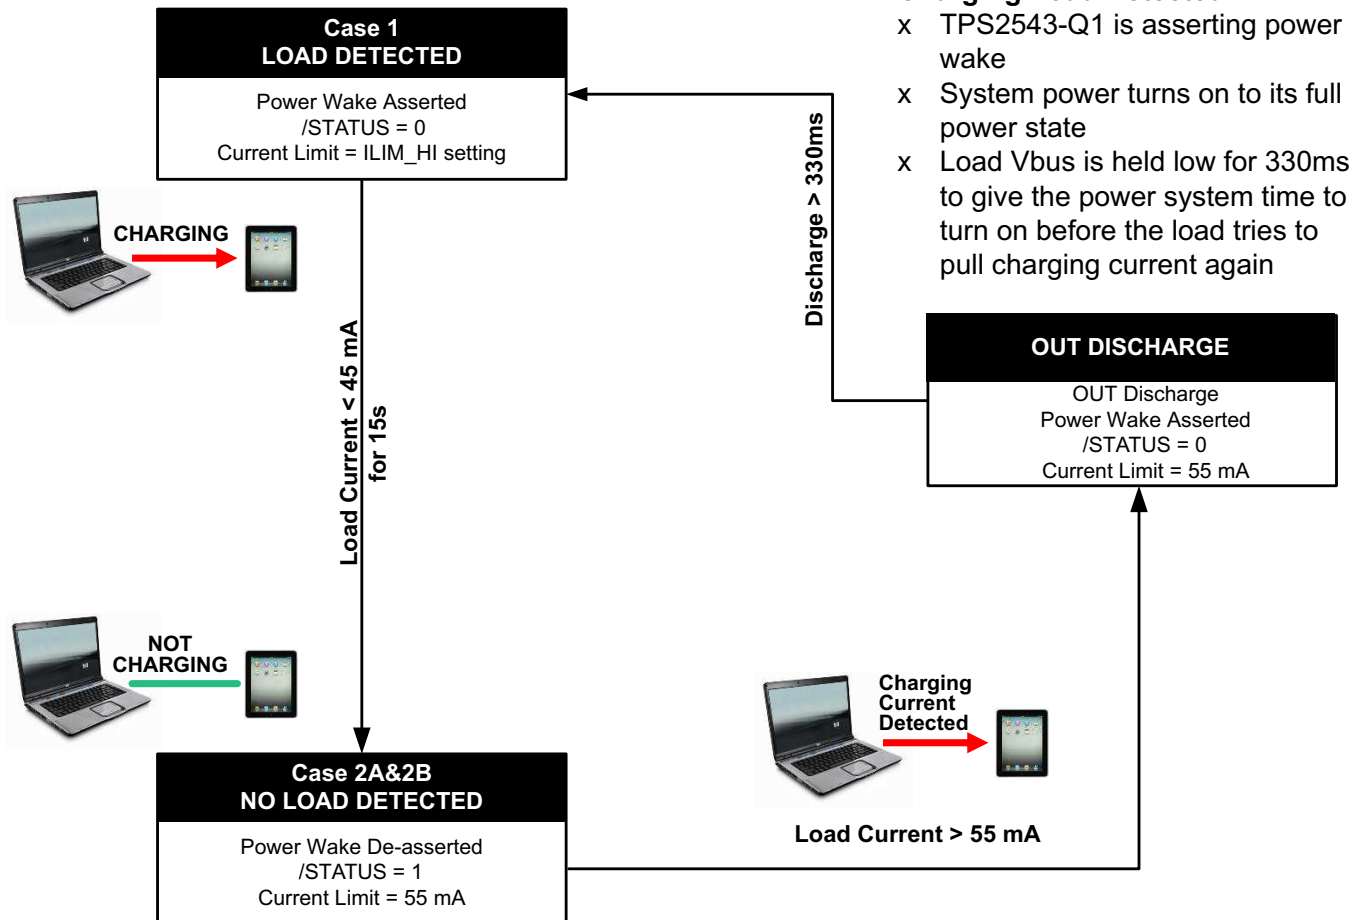 Case 1
LOAD DETECTED
Power Wake Asserted
/STATUS = 0
Current Limit = ILIM_HI setting
x TPS2543-Q1 is asserting power
wake
x System power turns on to its full
power state
x Load Vbus is held low for 330ms
to give the power system time to
turn on before the load tries to
pull charging current again
CHARGING
Discharge > 330ms
Load Current < 45 mA
for 15s
OUT DISCHARGE
OUT Discharge
Power Wake Asserted
/STATUS = 0
Current Limit = 55 mA
NOT
CHARGING
Charging
Current
Detected
Load Current > 55 mA
Case 2A&2B
NO LOAD DETECTED
Power Wake De-asserted
/STATUS = 1
Current Limit = 55 mA